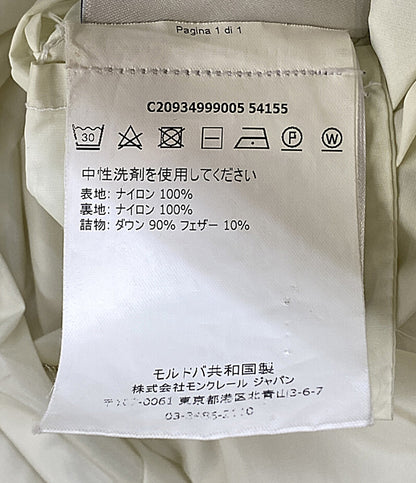 Pagina 1 di 1
C20934999005 54155
30 P W
中性洗剤を使用してください
表地: ナイロン 100%
裏地: ナイロン 100%
詰物: ダウン 90% フェザー 10%
モルドバ共和国製
株式会社モンクレール ジャパン
東京都港区北青山3-6-7